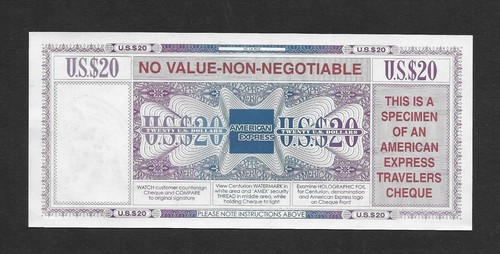 U.S.$20 U.S.$20
U.S.$20 NO VALUE-NON-NEGOTIABLE U.S.$20
THIS IS A
SPECIMEN
OF AN
AMERICAN
EXPRESS
TRAVELERS
CHEQUE
U.S.$20 AMERICAN EXPRESS U.S.$20
TWENTY U.S. DOLLARS TWENTY U.S. DOLLARS
WATCH customer countersign
Cheque and COMPARE
to original signature
View Centurion WATERMARK in
white area and "AMEX" security
THREAD in middle area, while
holding Cheque to light
Examine HOLOGRAPHIC FOIL
for Centurion, denomination
and American Express logo
on Cheque Front
U.S.$20 PLEASE NOTE INSTRUCTIONS ABOVE U.S.$20